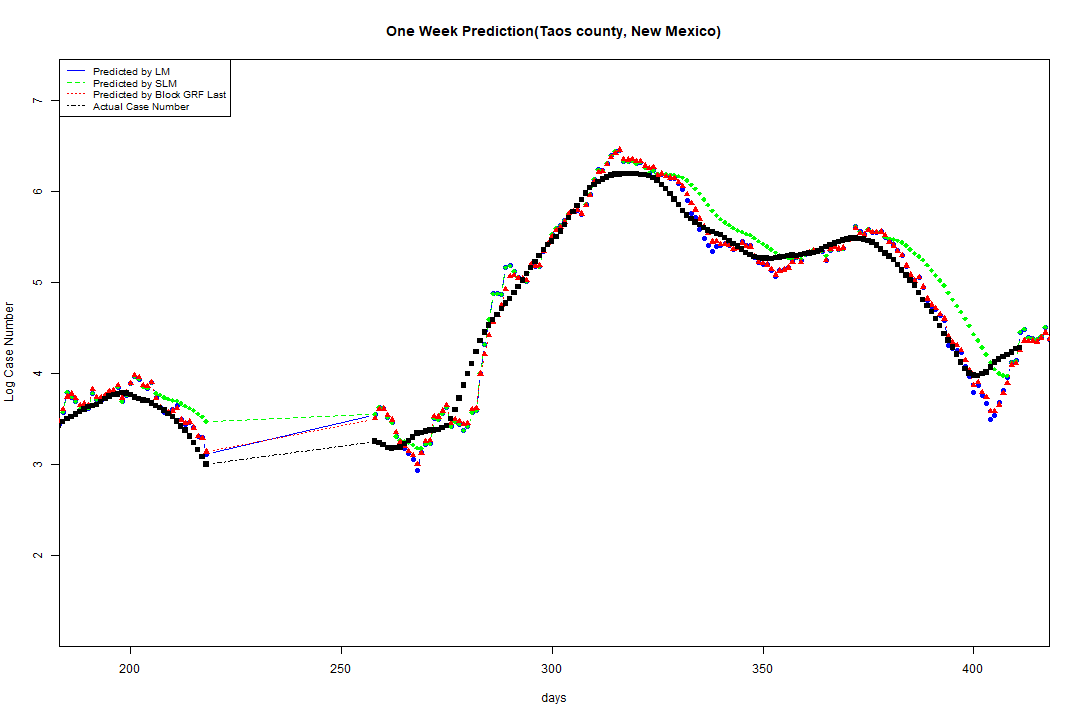 One Week Prediction(Taos county, New Mexico)
Predicted by LM
Predicted by SLM
Predicted by Block GRF Last
Actual Case Number
7
6
5
4
3
2
Log Case Number
200 250 300 350 400
days